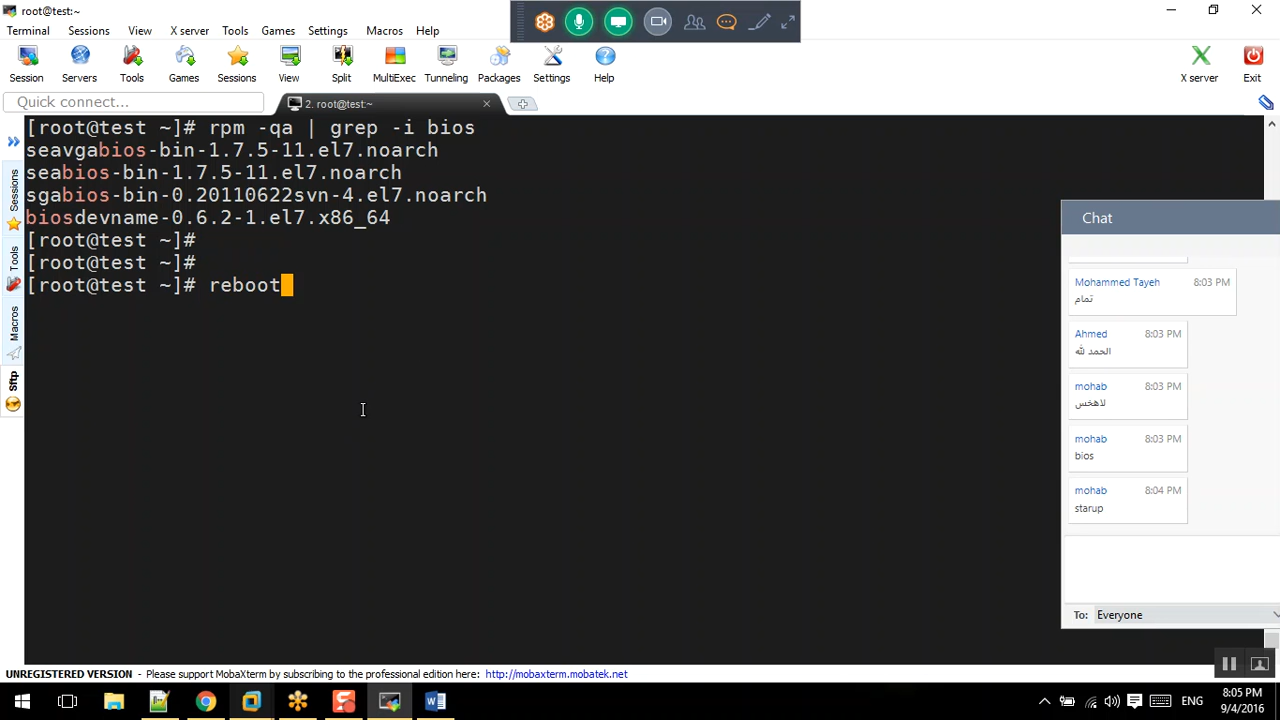 root@test:~
Terminal Sessions View X server Tools Games Settings Macros Help
Session Servers Tools Games Sessions View Split MultiExec Tunneling Packages Settings Help X server Exit
Quick connect...
2. root@test:~
[root@test ~]# rpm -qa | grep -i bios
seavgabios-bin-1.7.5-11.el7.noarch
seabios-bin-1.7.5-11.el7.noarch
sgabios-bin-0.20110622svn-4.el7.noarch
biosdevname-0.6.2-1.el7.x86_64
[root@test ~]#
[root@test ~]#
[root@test ~]# reboot
Sessions
Tools
Macros
Sftp
Chat
Mohammed Tayeh 8:03 PM
تمام
Ahmed 8:03 PM
الحمد لله
mohab 8:03 PM
لاهخس
mohab 8:03 PM
bios
mohab 8:04 PM
starup
To: Everyone
UNREGISTERED VERSION - Please support MobaXterm by subscribing to the professional edition here: http://mobaxterm.mobatek.net
ENG
8:05 PM
9/4/2016